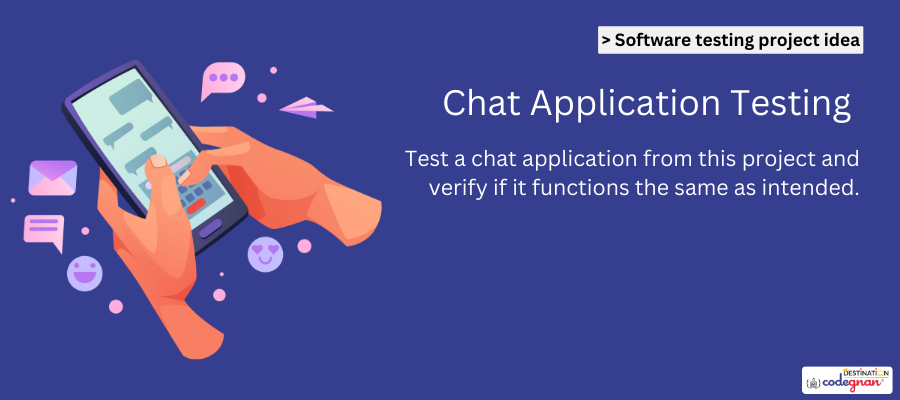 > Software testing project idea
Chat Application Testing
Test a chat application from this project and
verify if it functions the same as intended.
DESTINATION
codegnan